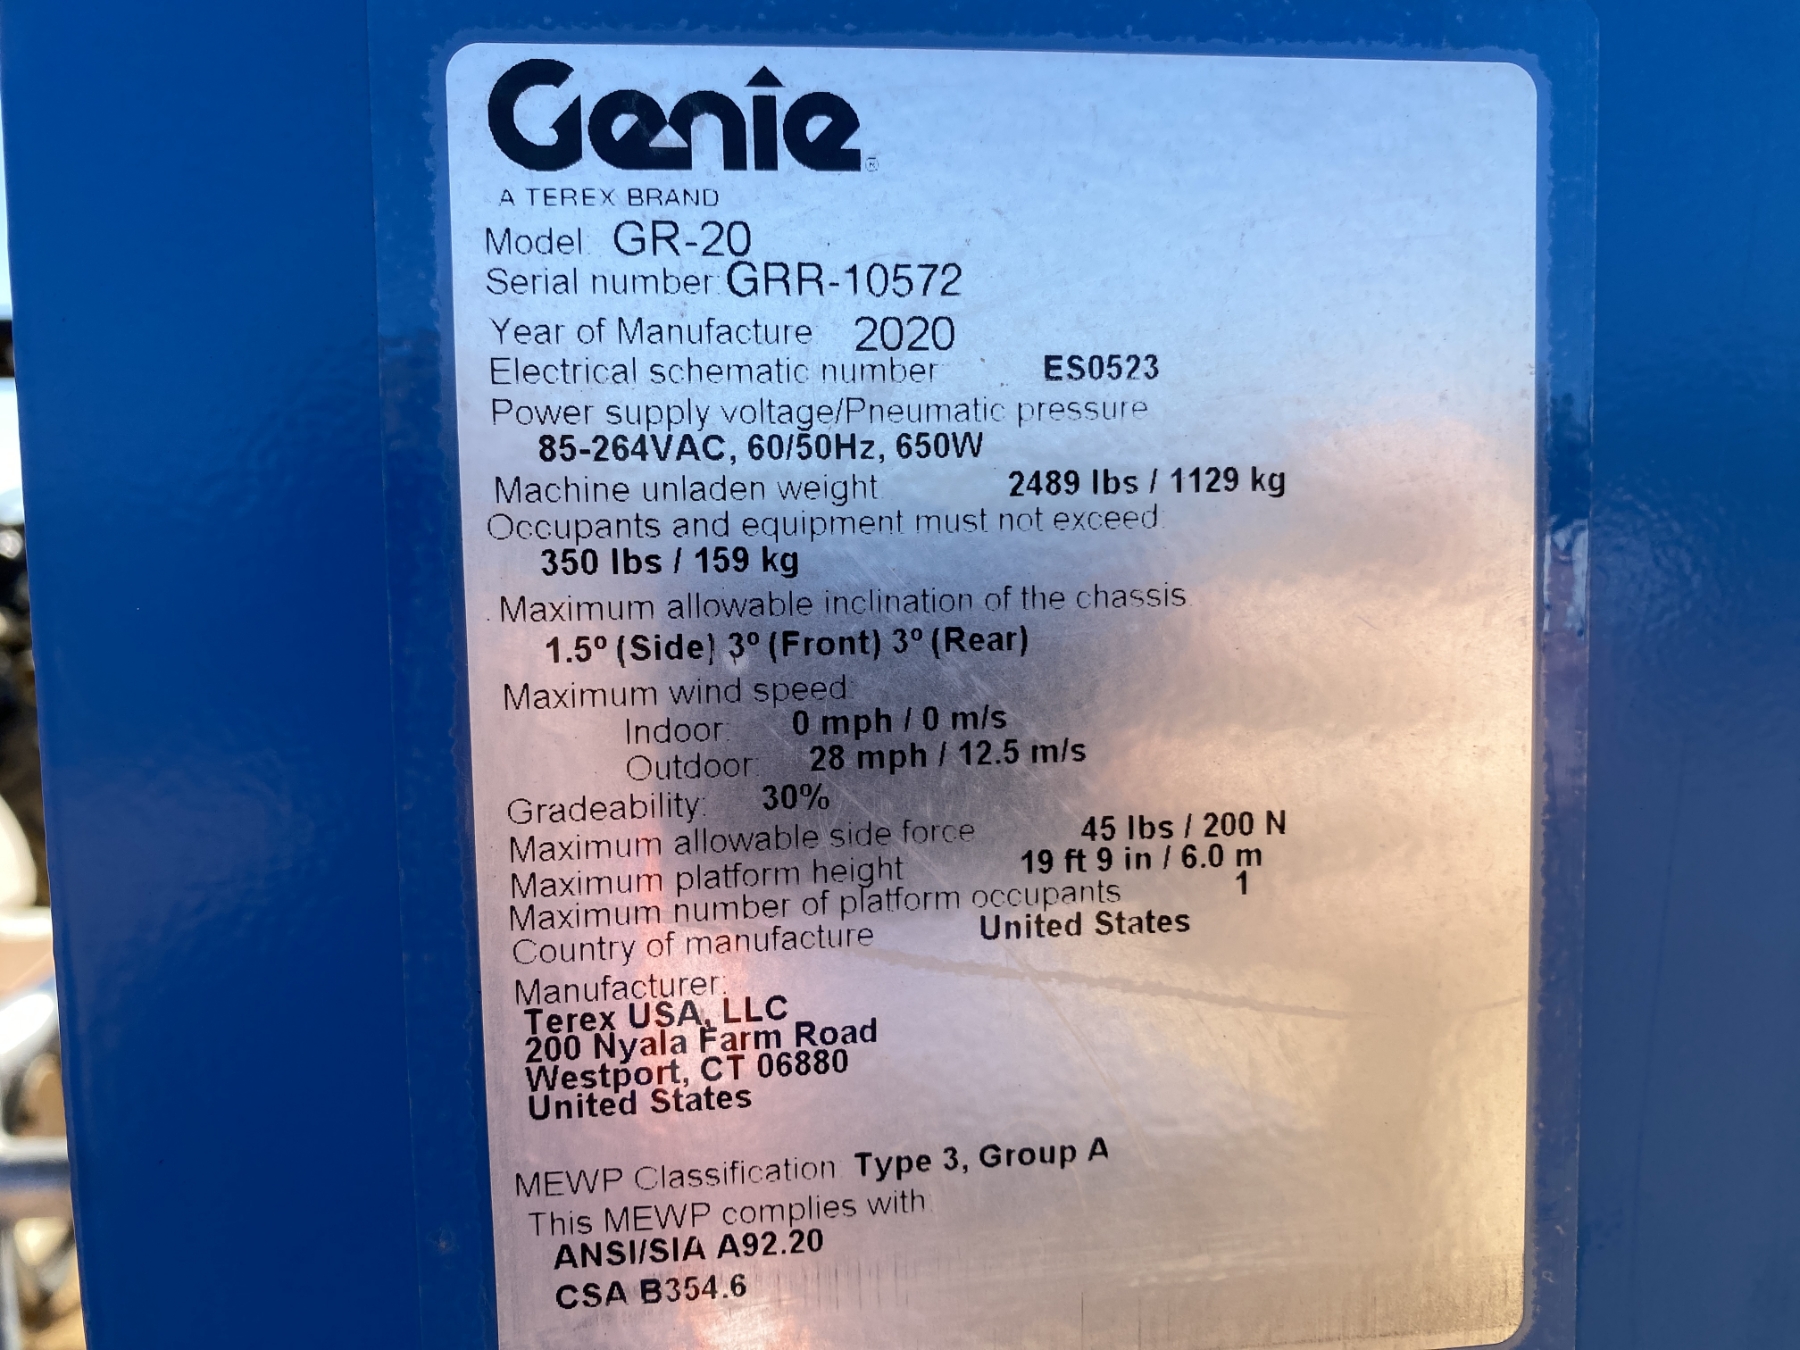 Genie®
A TEREX BRAND
Model: GR-20
Serial number: GRR-10572
Year of Manufacture: 2020
Electrical schematic number: ES0523
Power supply voltage/Pneumatic pressure
85-264VAC, 60/50Hz, 650W
Machine unladen weight: 2489 lbs / 1129 kg
Occupants and equipment must not exceed:
350 lbs / 159 kg
Maximum allowable inclination of the chassis:
1.5º (Side) 3º (Front) 3º (Rear)
Maximum wind speed:
Indoor: 0 mph / 0 m/s
Outdoor: 28 mph / 12.5 m/s
Gradeability: 30%
Maximum allowable side force 45 lbs / 200 N
Maximum platform height 19 ft 9 in / 6.0 m
Maximum number of platform occupants 1
Country of manufacture United States
Manufacturer:
Terex USA, LLC
200 Nyala Farm Road
Westport, CT 06880
United States
MEWP Classification: Type 3, Group A
This MEWP complies with:
ANSI/SIA A92.20
CSA B354.6